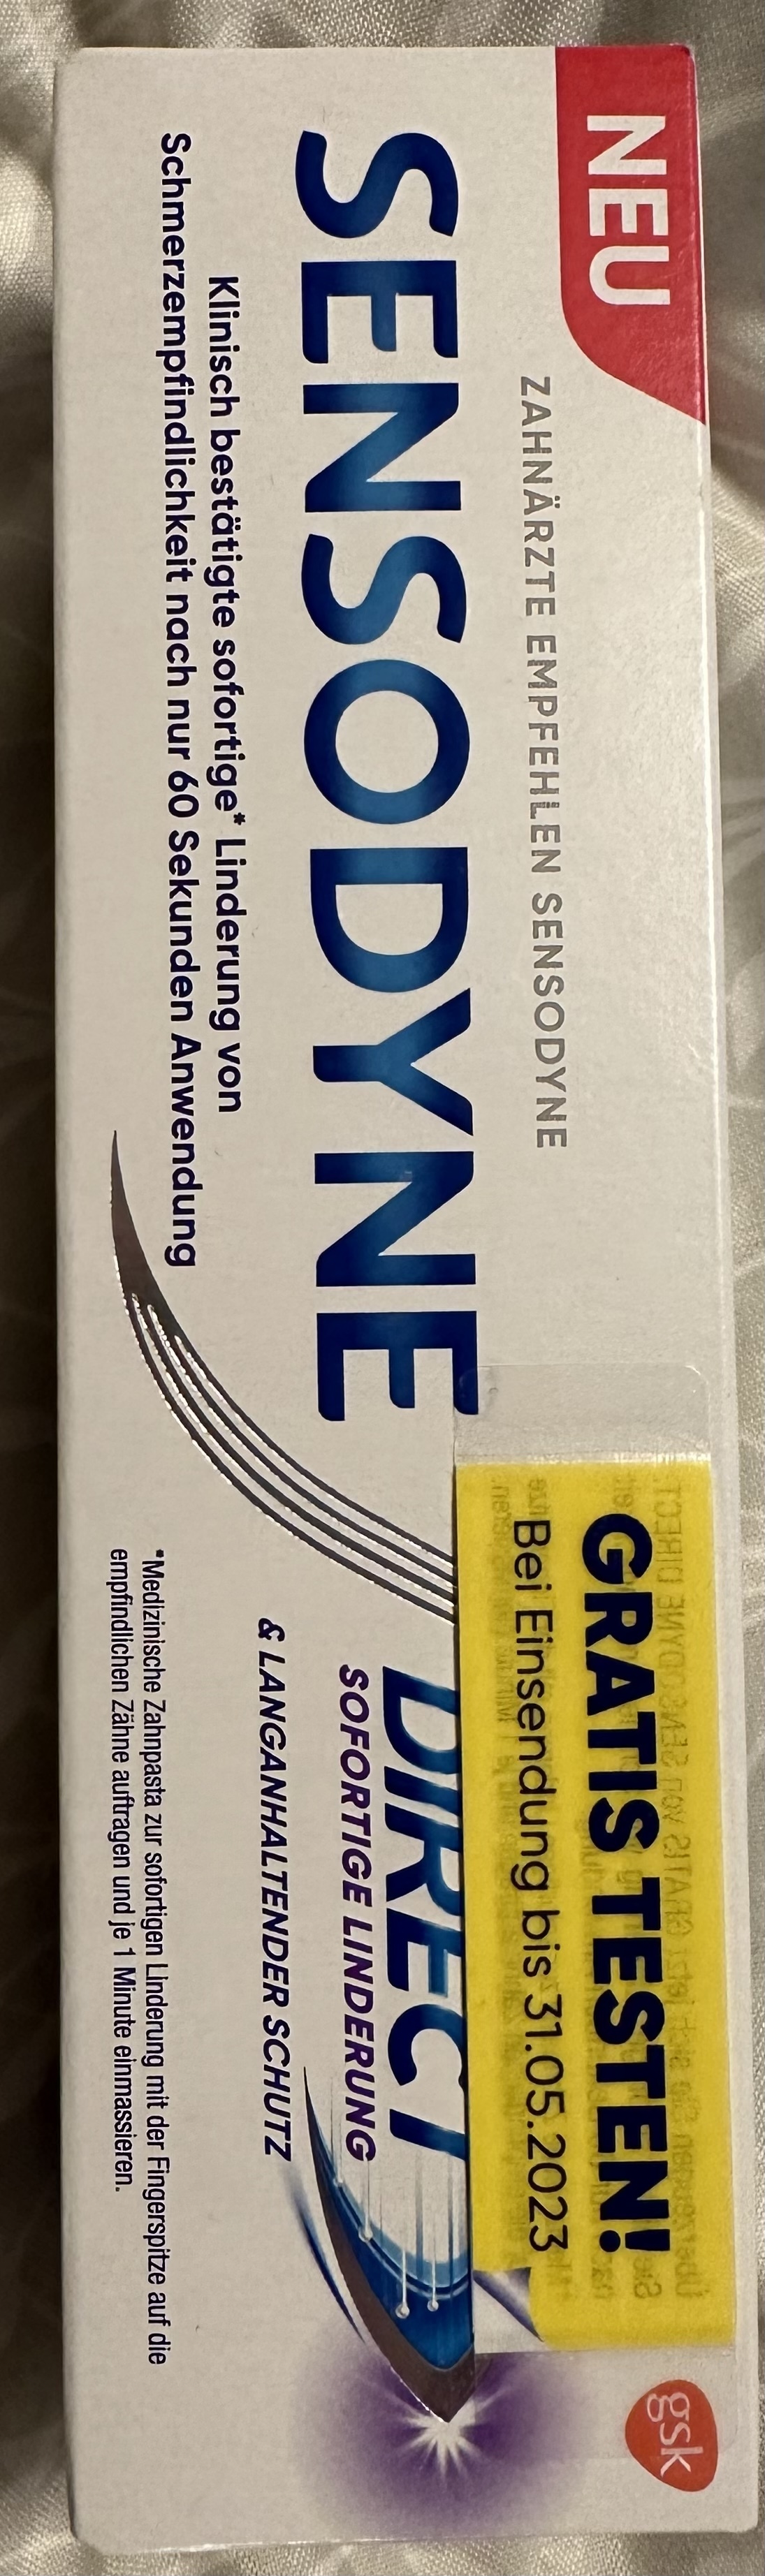 NEU
ZAHNÄRZTE EMPFEHLEN SENSODYNE
SENSODYNE
Klinisch bestätigte sofortige* Linderung von
Schmerzempfindlichkeit nach nur 60 Sekunden Anwendung
GRATIS TESTEN!
Bei Einsendung bis 31.05.2023
gsk
DIRECT
SOFORTIGE LINDERUNG
& LANGANHALTENDER SCHUTZ
*Medizinische Zahnpasta zur sofortigen Linderung mit der Fingerspitze auf die
empfindlichen Zähne auftragen und je 1 Minute einmassieren.